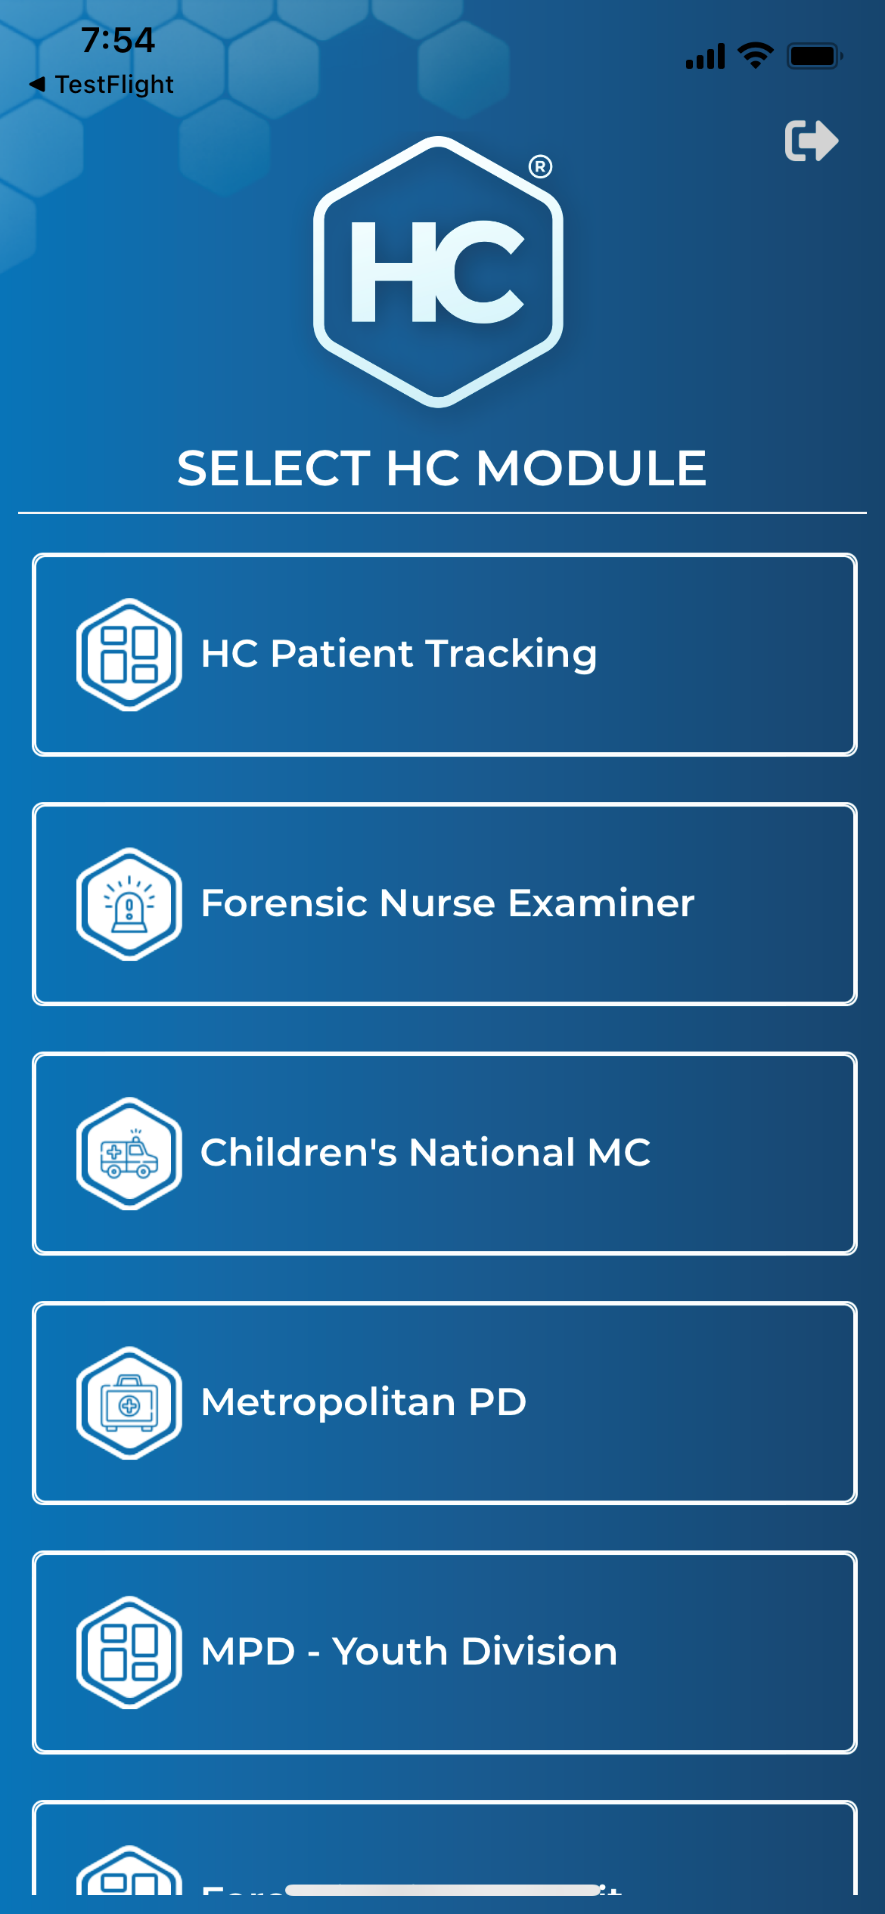 7:54
◀ TestFlight
HC®
SELECT HC MODULE
HC Patient Tracking
Forensic Nurse Examiner
Children's National MC
Metropolitan PD
MPD - Youth Division